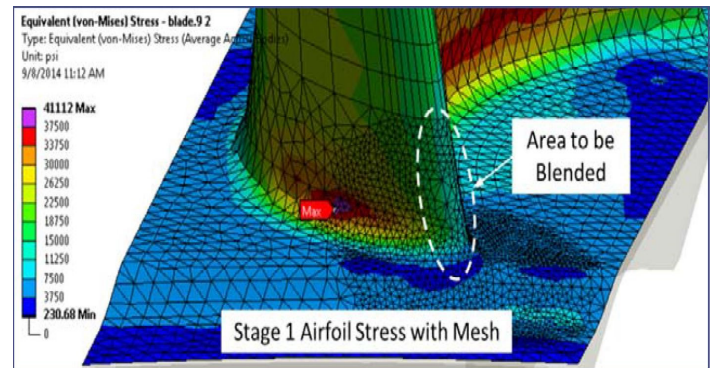 Equivalent (von-Mises) Stress - blade.9 2
Type: Equivalent (von-Mises) Stress (Average Across Bodies)
Unit: psi
9/8/2014 11:12 AM
41112 Max
37500
33750
30000
26250
22500
18750
15000
11250
7500
3750
230.68 Min
0
Max
Area to be
Blended
Stage 1 Airfoil Stress with Mesh